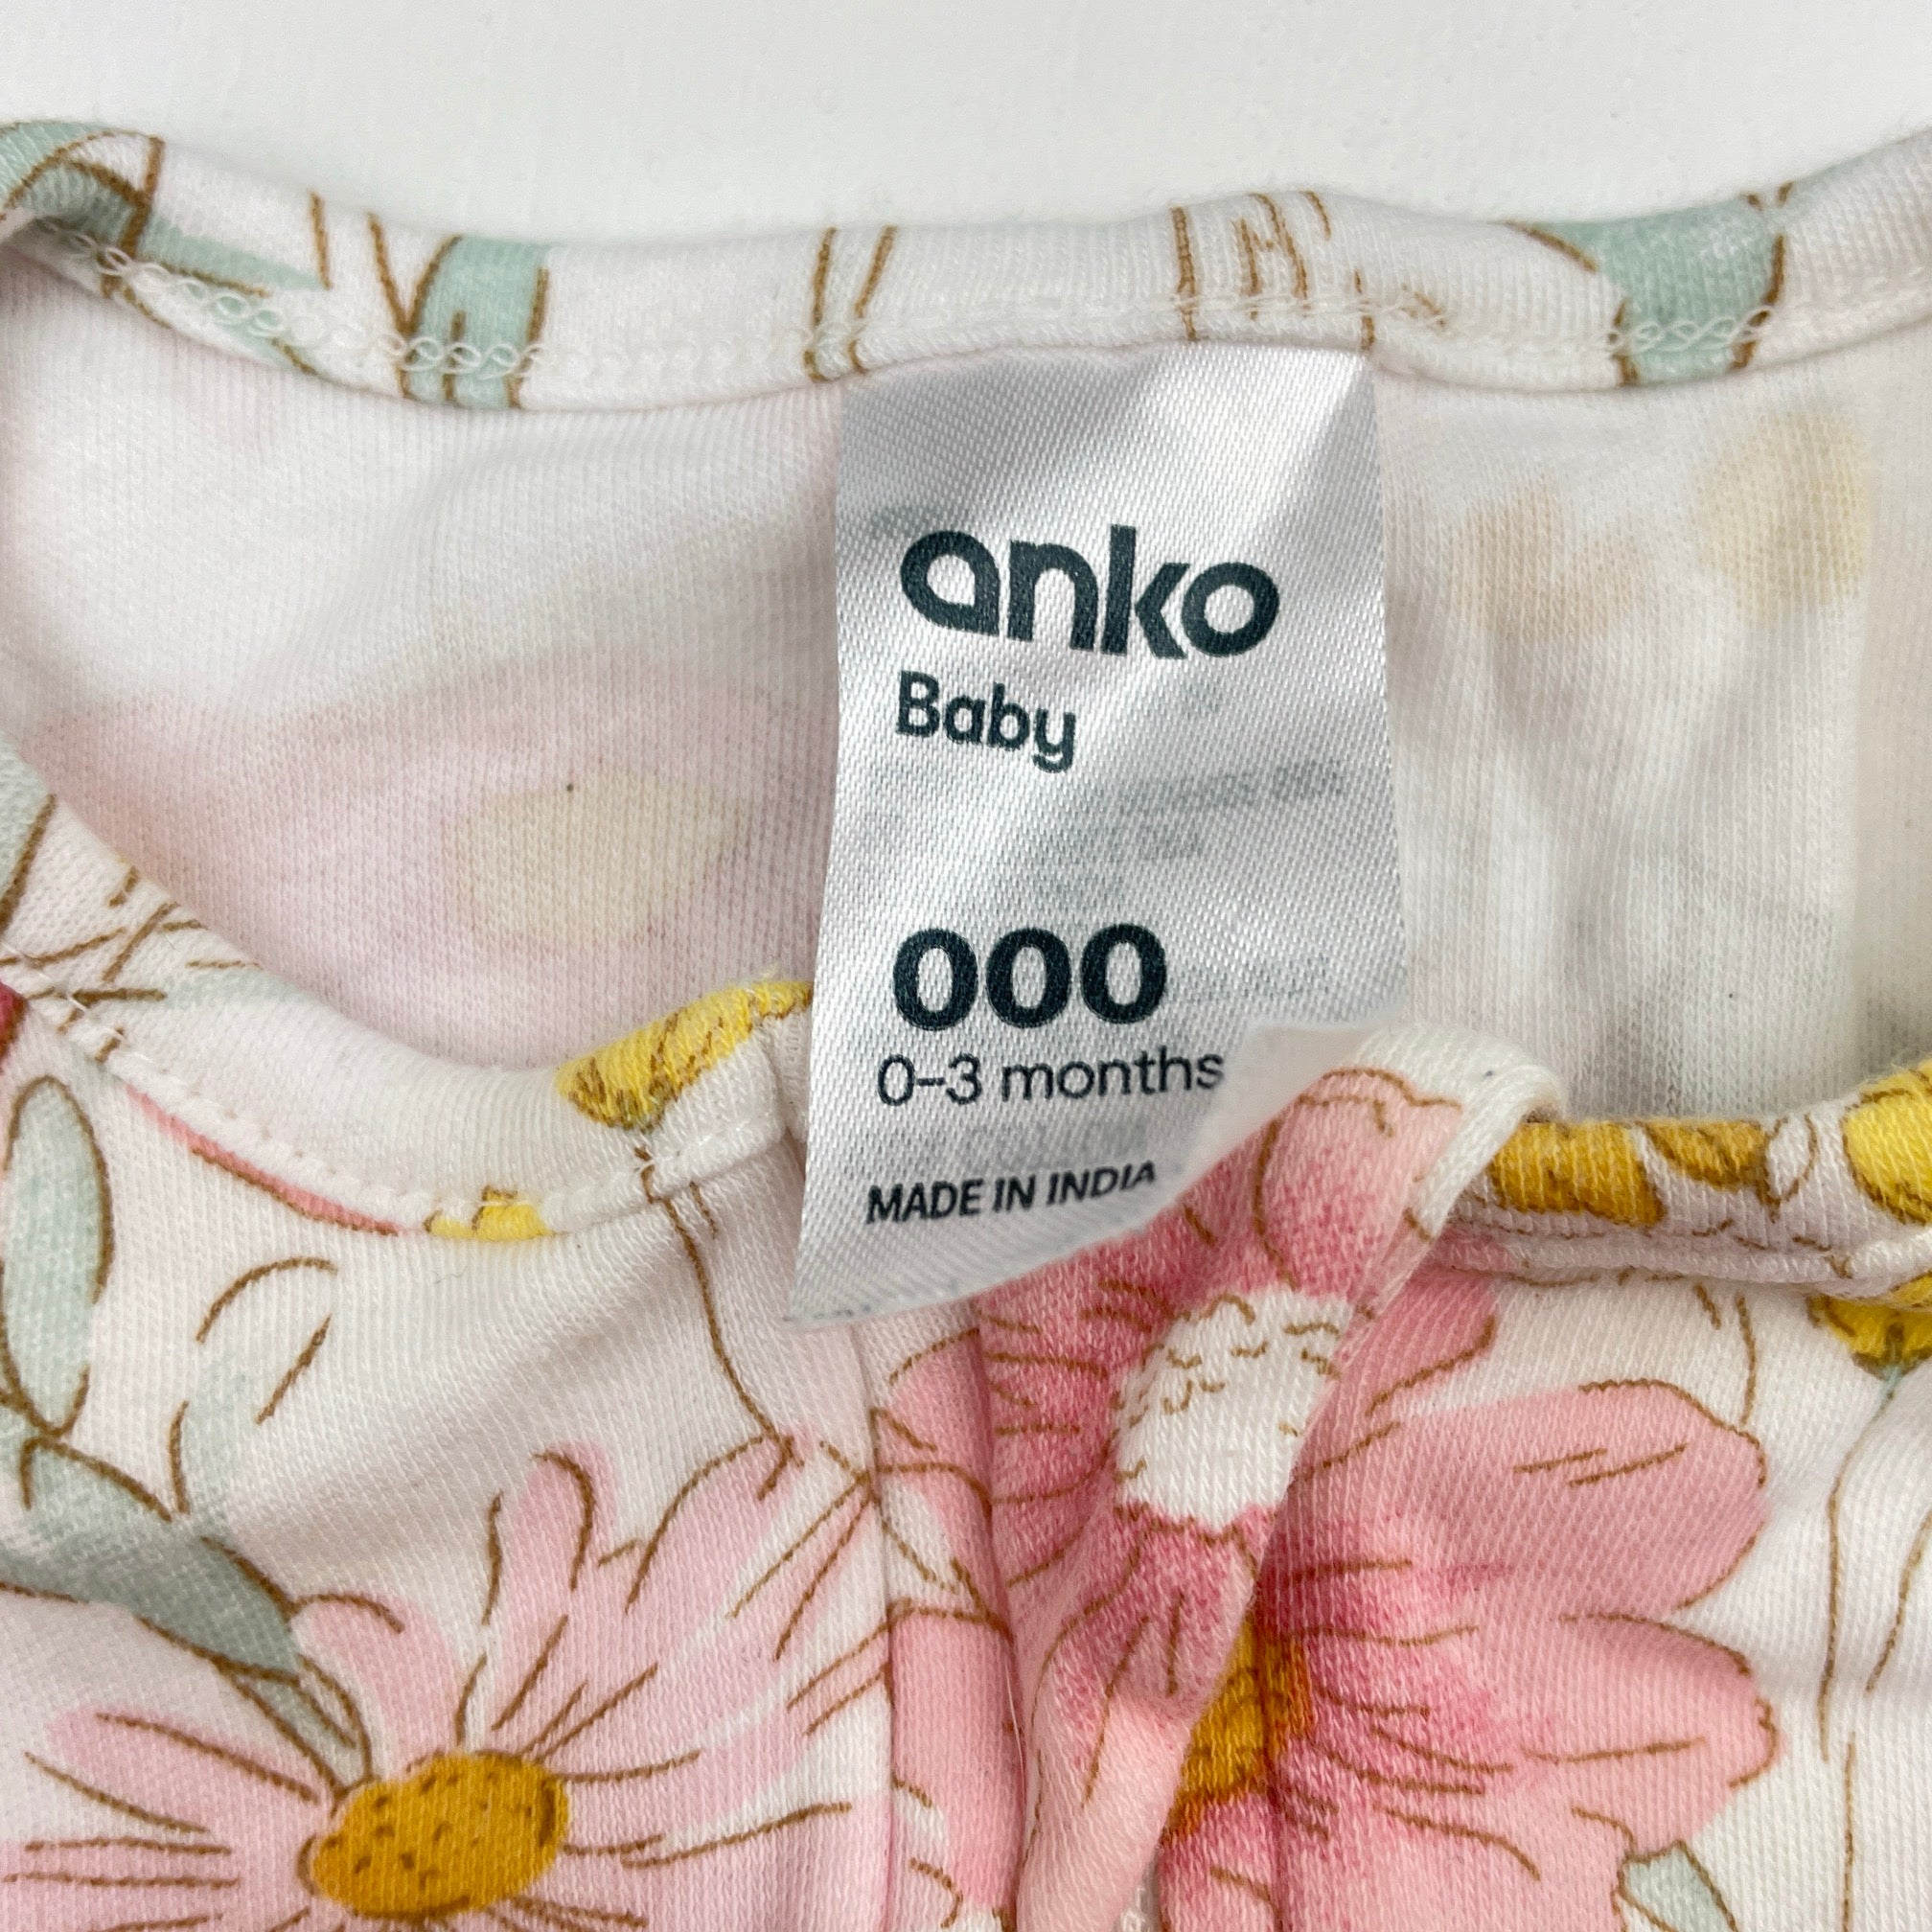 anko
Baby
000
0–3 months
MADE IN INDIA